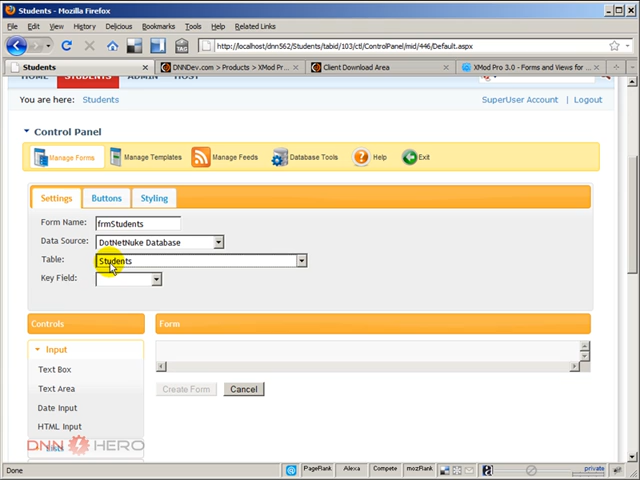 Students - Mozilla Firefox
File Edit View History Delicious Bookmarks Tools Help Related Links
http://localhost/dnn562/Students/tabid/103/ctl/ControlPanel/mid/446/Default.aspx
Students
DNNDev.com > Products > XMod Pr...
Client Download Area
XMod Pro 3.0 - Forms and Views for ...
HOME STUDENTS ADMIN HOST
You are here: Students
SuperUser Account | Logout
Control Panel
Manage Forms Manage Templates Manage Feeds Database Tools Help Exit
Settings Buttons Styling
Form Name: frmStudents
Data Source: DotNetNuke Database
Table: Students
Key Field:
Controls Form
Input
Text Box
Text Area
Date Input
HTML Input
Lists
DNN HERO
Create Form Cancel
Done
PageRank Alexa Compete mozRank
private